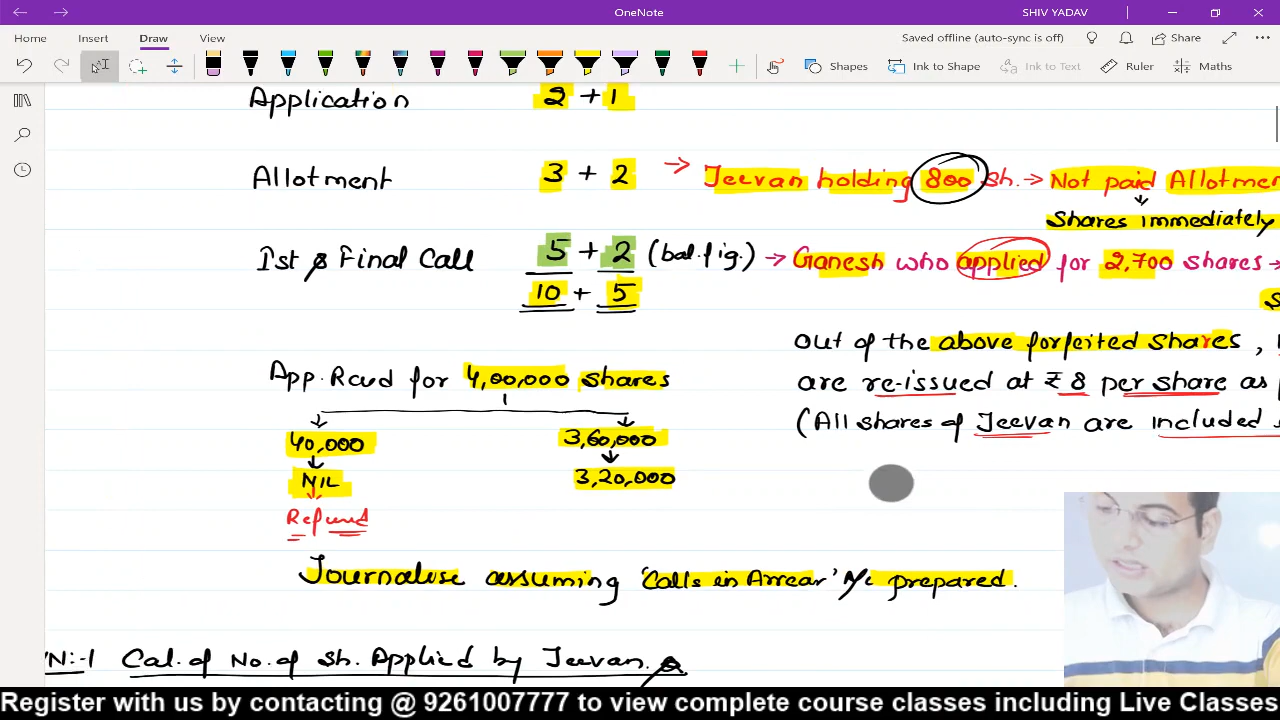 OneNote
SHIV YADAV
Home
Insert
Draw
View
Saved offline (auto-sync is off)
Share
Shapes
Ink to Shape
Ink to Text
Ruler
Maths
Application 2 + 1
Allotment 3 + 2 → Jeevan holding 800 sh. → Not paid Allotmen
Shares immediately
Ist & Final Call 5 + 2 (bal.fig.) → Ganesh who applied for 2,700 shares →
10 + 5
out of the above forfeited shares,
are re-issued at ₹ 8 per share as
(All shares of Jeevan are included
App. Rcvd for 4,00,000 shares
40,000 3,60,000
NIL 3,20,000
Refund
Journalise assuming 'Calls in Arrear' A/c prepared.
WN:-1 Cal. of No. of sh. Applied by Jeevan.
Register with us by contacting @ 9261007777 to view complete course classes including Live Classes